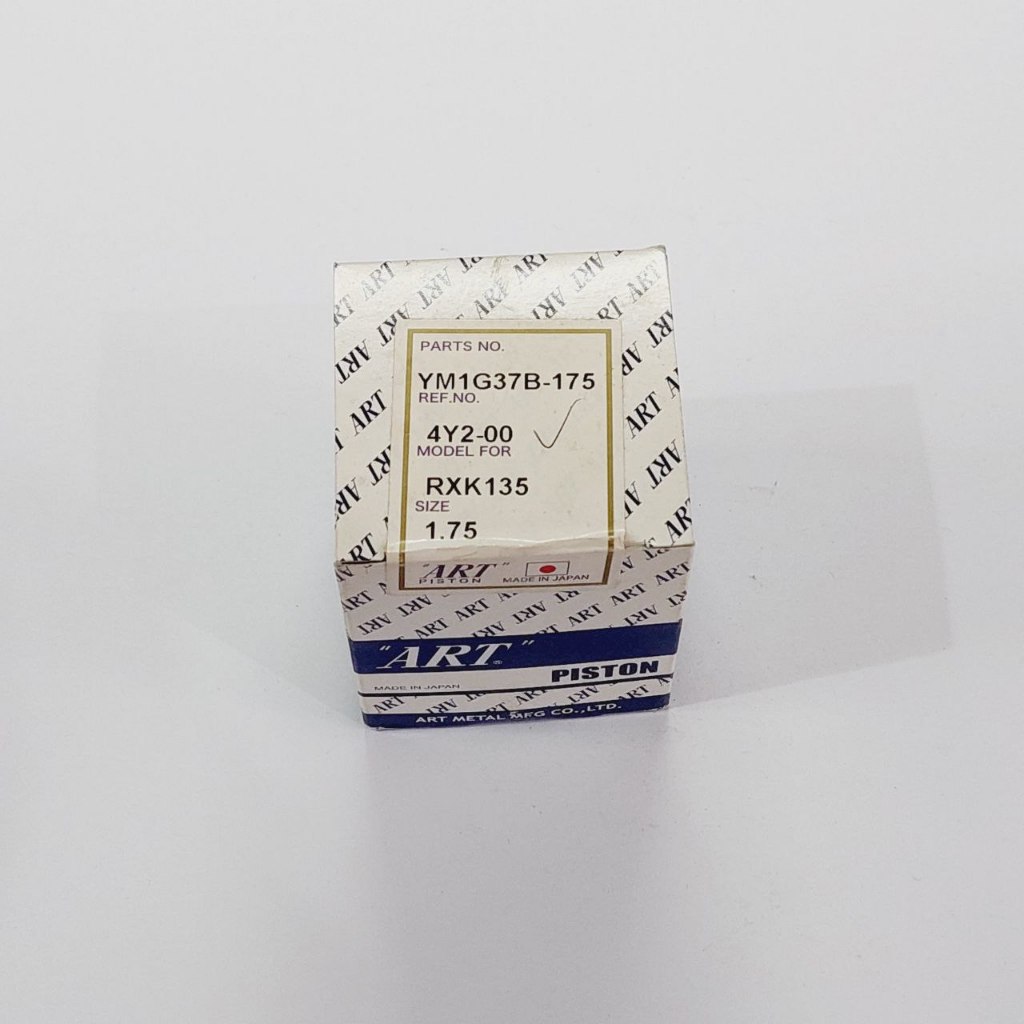 PARTS NO.
YM1G37B-175
REF.NO.
4Y2-00
MODEL FOR
RXK135
SIZE
1.75
"ART"
PISTON
MADE IN JAPAN
"ART"®
PISTON
MADE IN JAPAN
ART METAL MFG CO.,LTD.